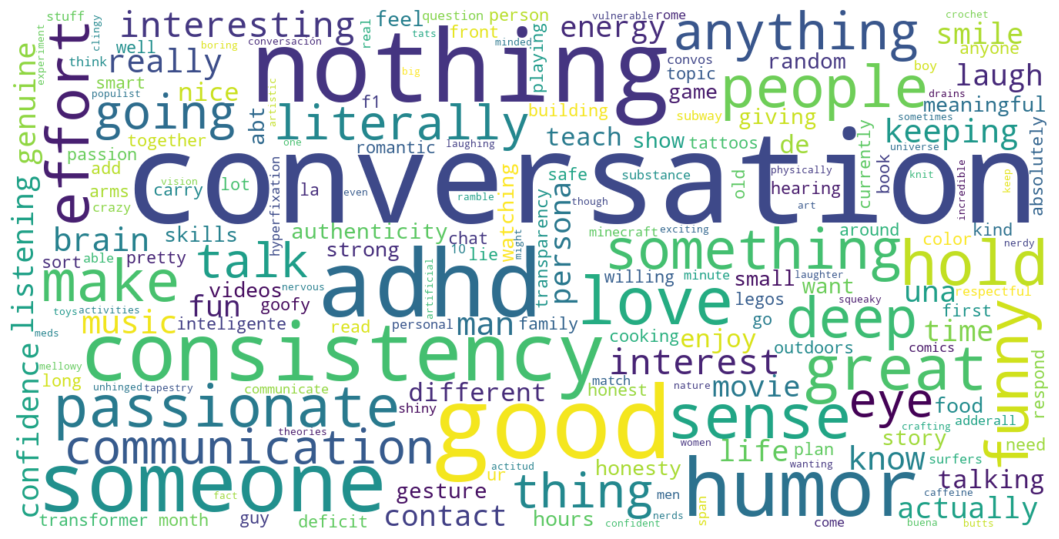 stuff
clingy
interesting
feel
question
person
vulnerable
rome
energy
anything
smile
crochet
experiment
think
well
really
boring
conversación
nothing
real
tats
front
minded
playing
convos
random
people
boy
anyone
laugh
populist
smart
nice
big
f1
topic
game
building
subway
giving
drains
meaningful
genuine
effort
going
abt
artistic
literally
together
romantic
laughing
teach
show
tattoos
de
currently
book
sometimes
keeping
absolutely
passion
add
one
conversation
universe
arms
carry
lot
vision
even
safe
substance
old
physically
hearing
knit
incredible
keep
crazy
hyperfixation
la
ramble
though
art
listening
brain
skills
authenticity
chat
watching
transparency
persona
minecraft
exciting
around
color
kind
nerdy
sort
able
pretty
strong
10
lie
might
something
hold
make
talk
adhd
artificial
willing
minute
small
laughter
want
una
respectful
toys
activities
nervous
videos
goofy
love
legos
squeaky
deep
first
time
meds
music
fun
inteligente
read
personal
man
family
go
cooking
enjoy
comics
funny
respond
mellowy
confidence
consistency
interest
great
long
unhinged
tapestry
communicate
different
match
nature
honest
movie
eye
food
adderall
passionate
shiny
good
sense
crafting
need
communication
theories
women
life
plan
story
know
surfers
someone
actitud
ur
honesty
wanting
humor
talking
fact
gesture
contact
thing
men
nerds
span
caffeine
actually
transformer
month
guy
deficit
hours
confident
come
buena
butts